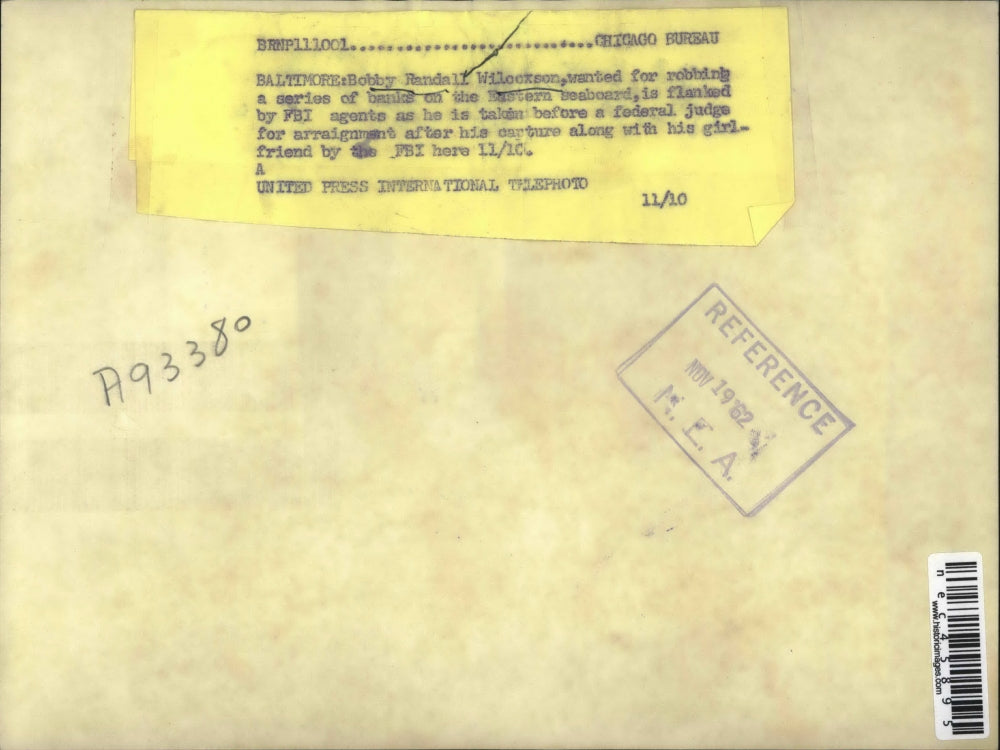 BRNP111001..............................CHICAGO BUREAU
BALTIMORE:Bobby Randall Wilcoxson,wanted for robbing
a series of banks on the Eastern seaboard,is flanked
by FBI agents as he is taken before a federal judge
for arraignment after his capture along with his girl-
friend by the FBI here 11/10.
A
UNITED PRESS INTERNATIONAL TELEPHOTO
11/10
A93380
REFERENCE
NOV 19 '62
N. E. A.
nec45895
www.historicimages.com